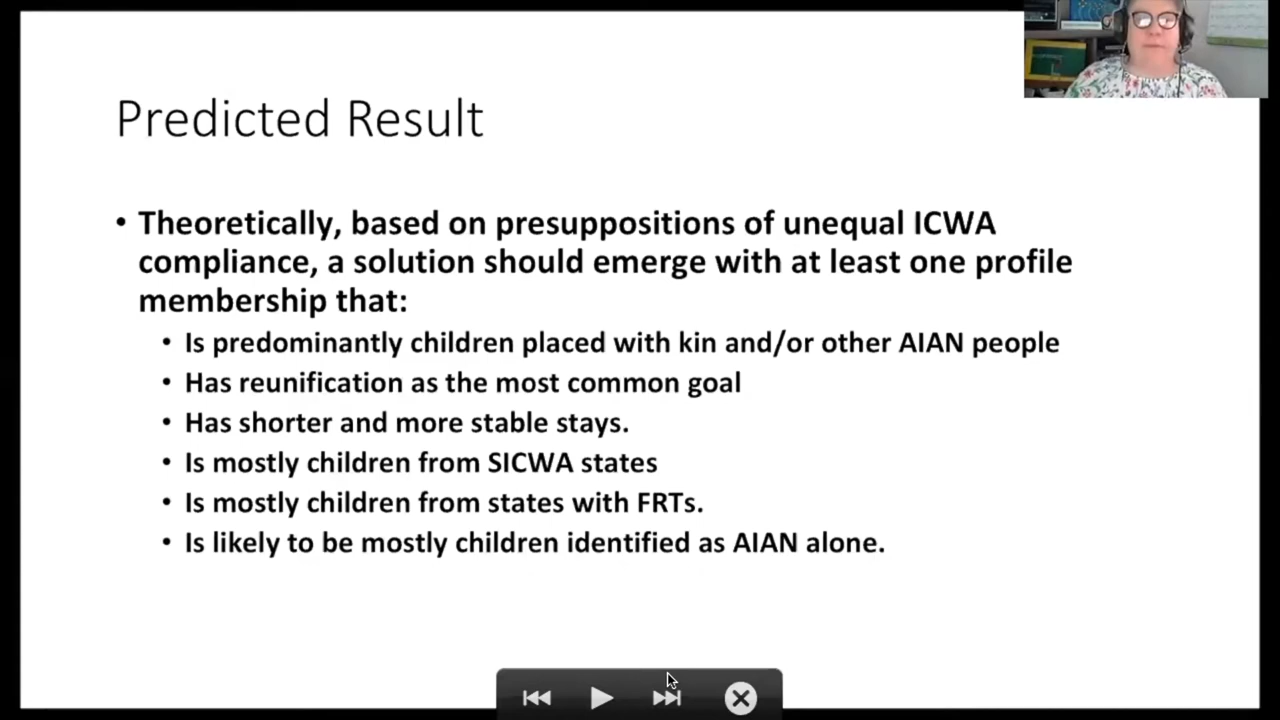 Predicted Result
• Theoretically, based on presuppositions of unequal ICWA
compliance, a solution should emerge with at least one profile
membership that:
• Is predominantly children placed with kin and/or other AIAN people
• Has reunification as the most common goal
• Has shorter and more stable stays.
• Is mostly children from SICWA states
• Is mostly children from states with FRTs.
• Is likely to be mostly children identified as AIAN alone.